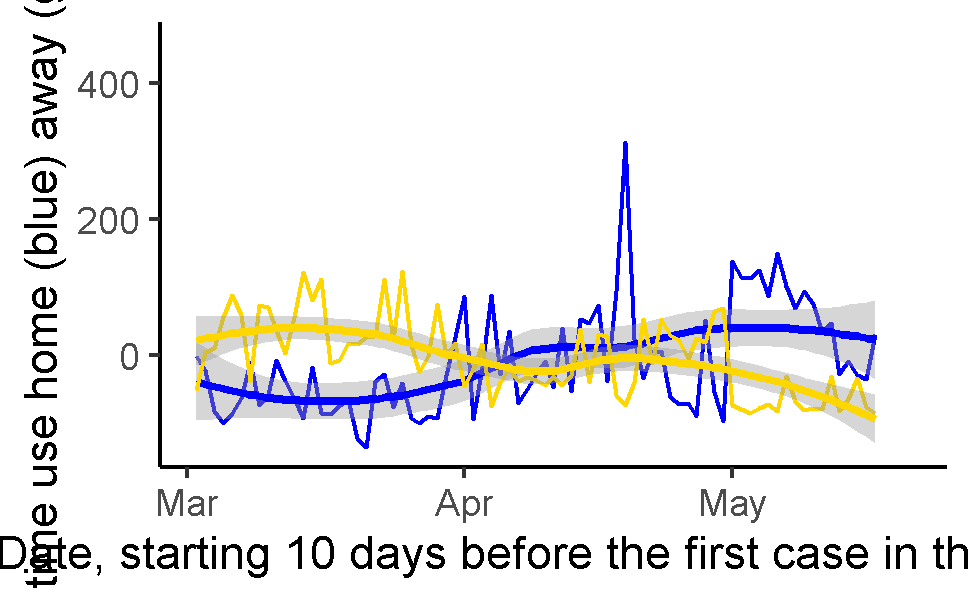 time use home (blue) away (
400
200
0
Mar Apr May
Date, starting 10 days before the first case in th